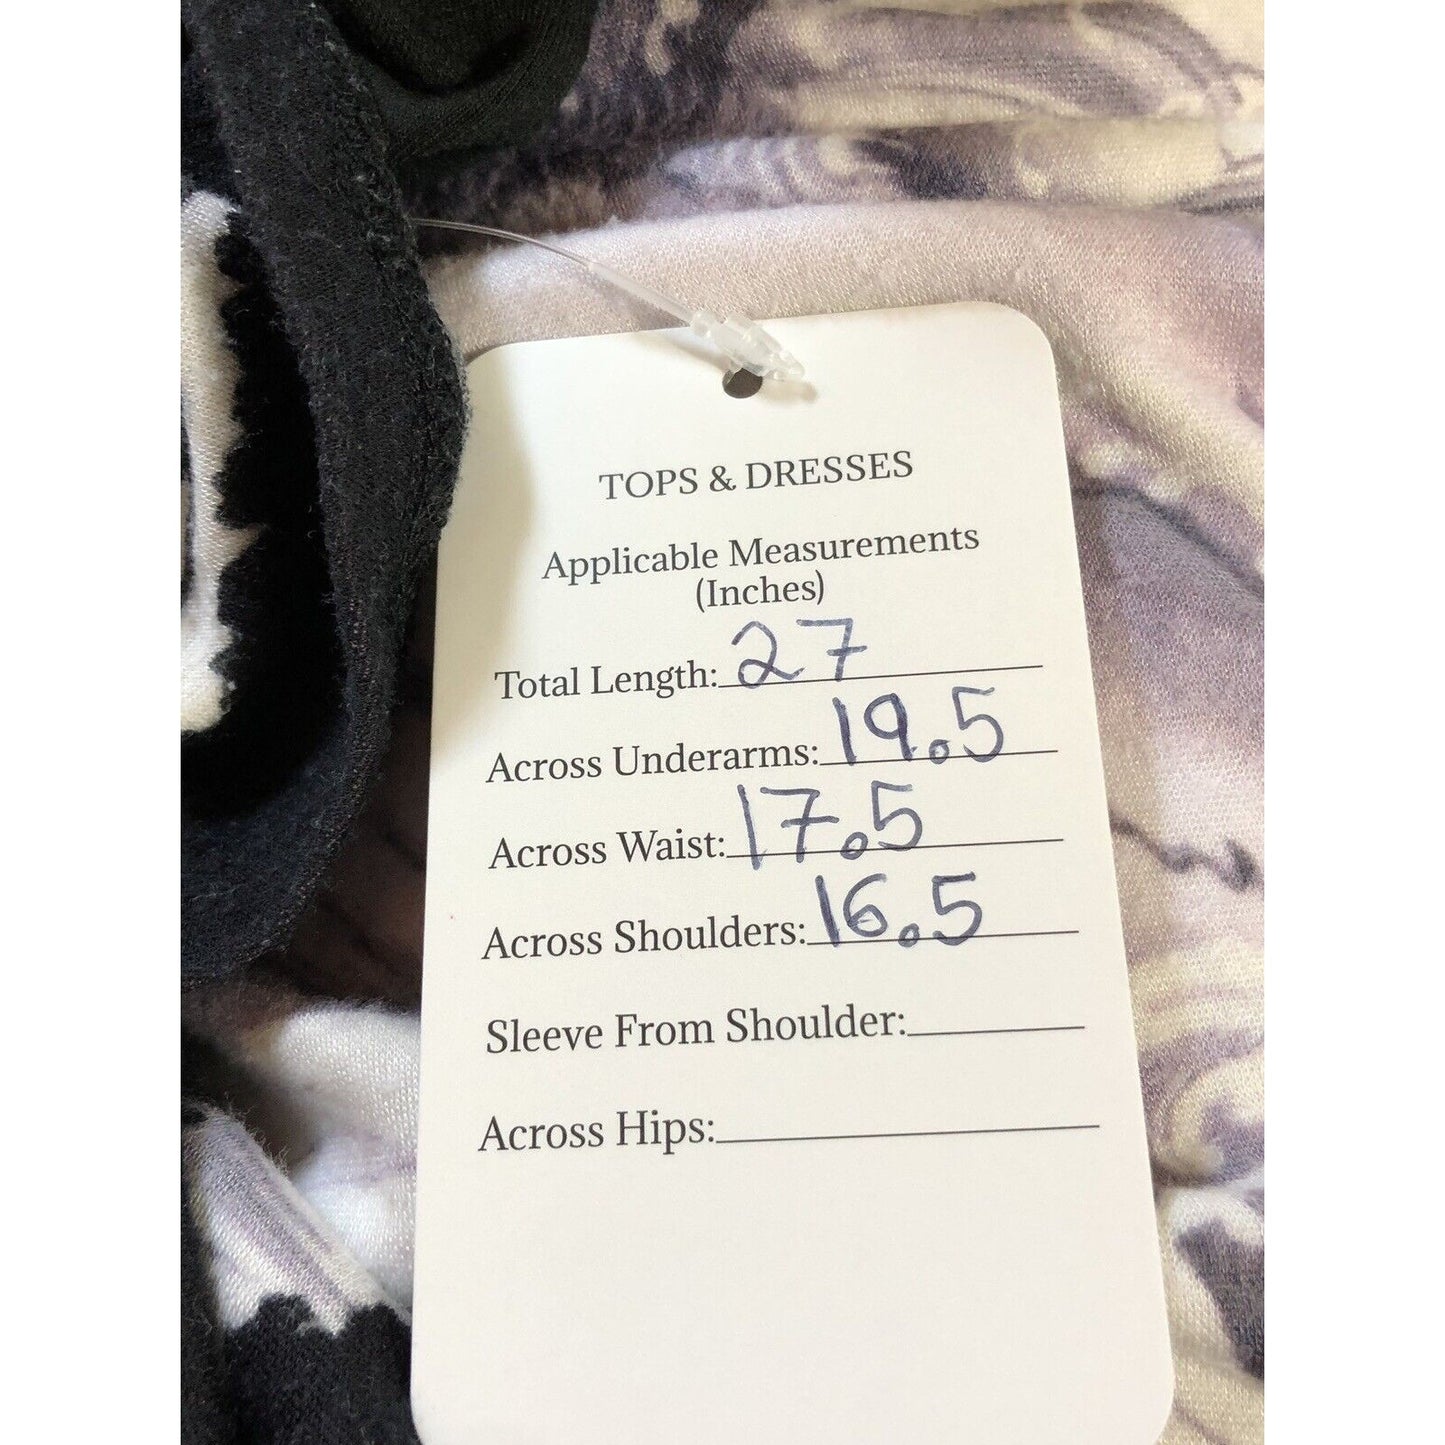 TOPS & DRESSES
Applicable Measurements
(Inches)
Total Length: 27
Across Underarms: 19.5
Across Waist: 17.5
Across Shoulders: 16.5
Sleeve From Shoulder:
Across Hips: